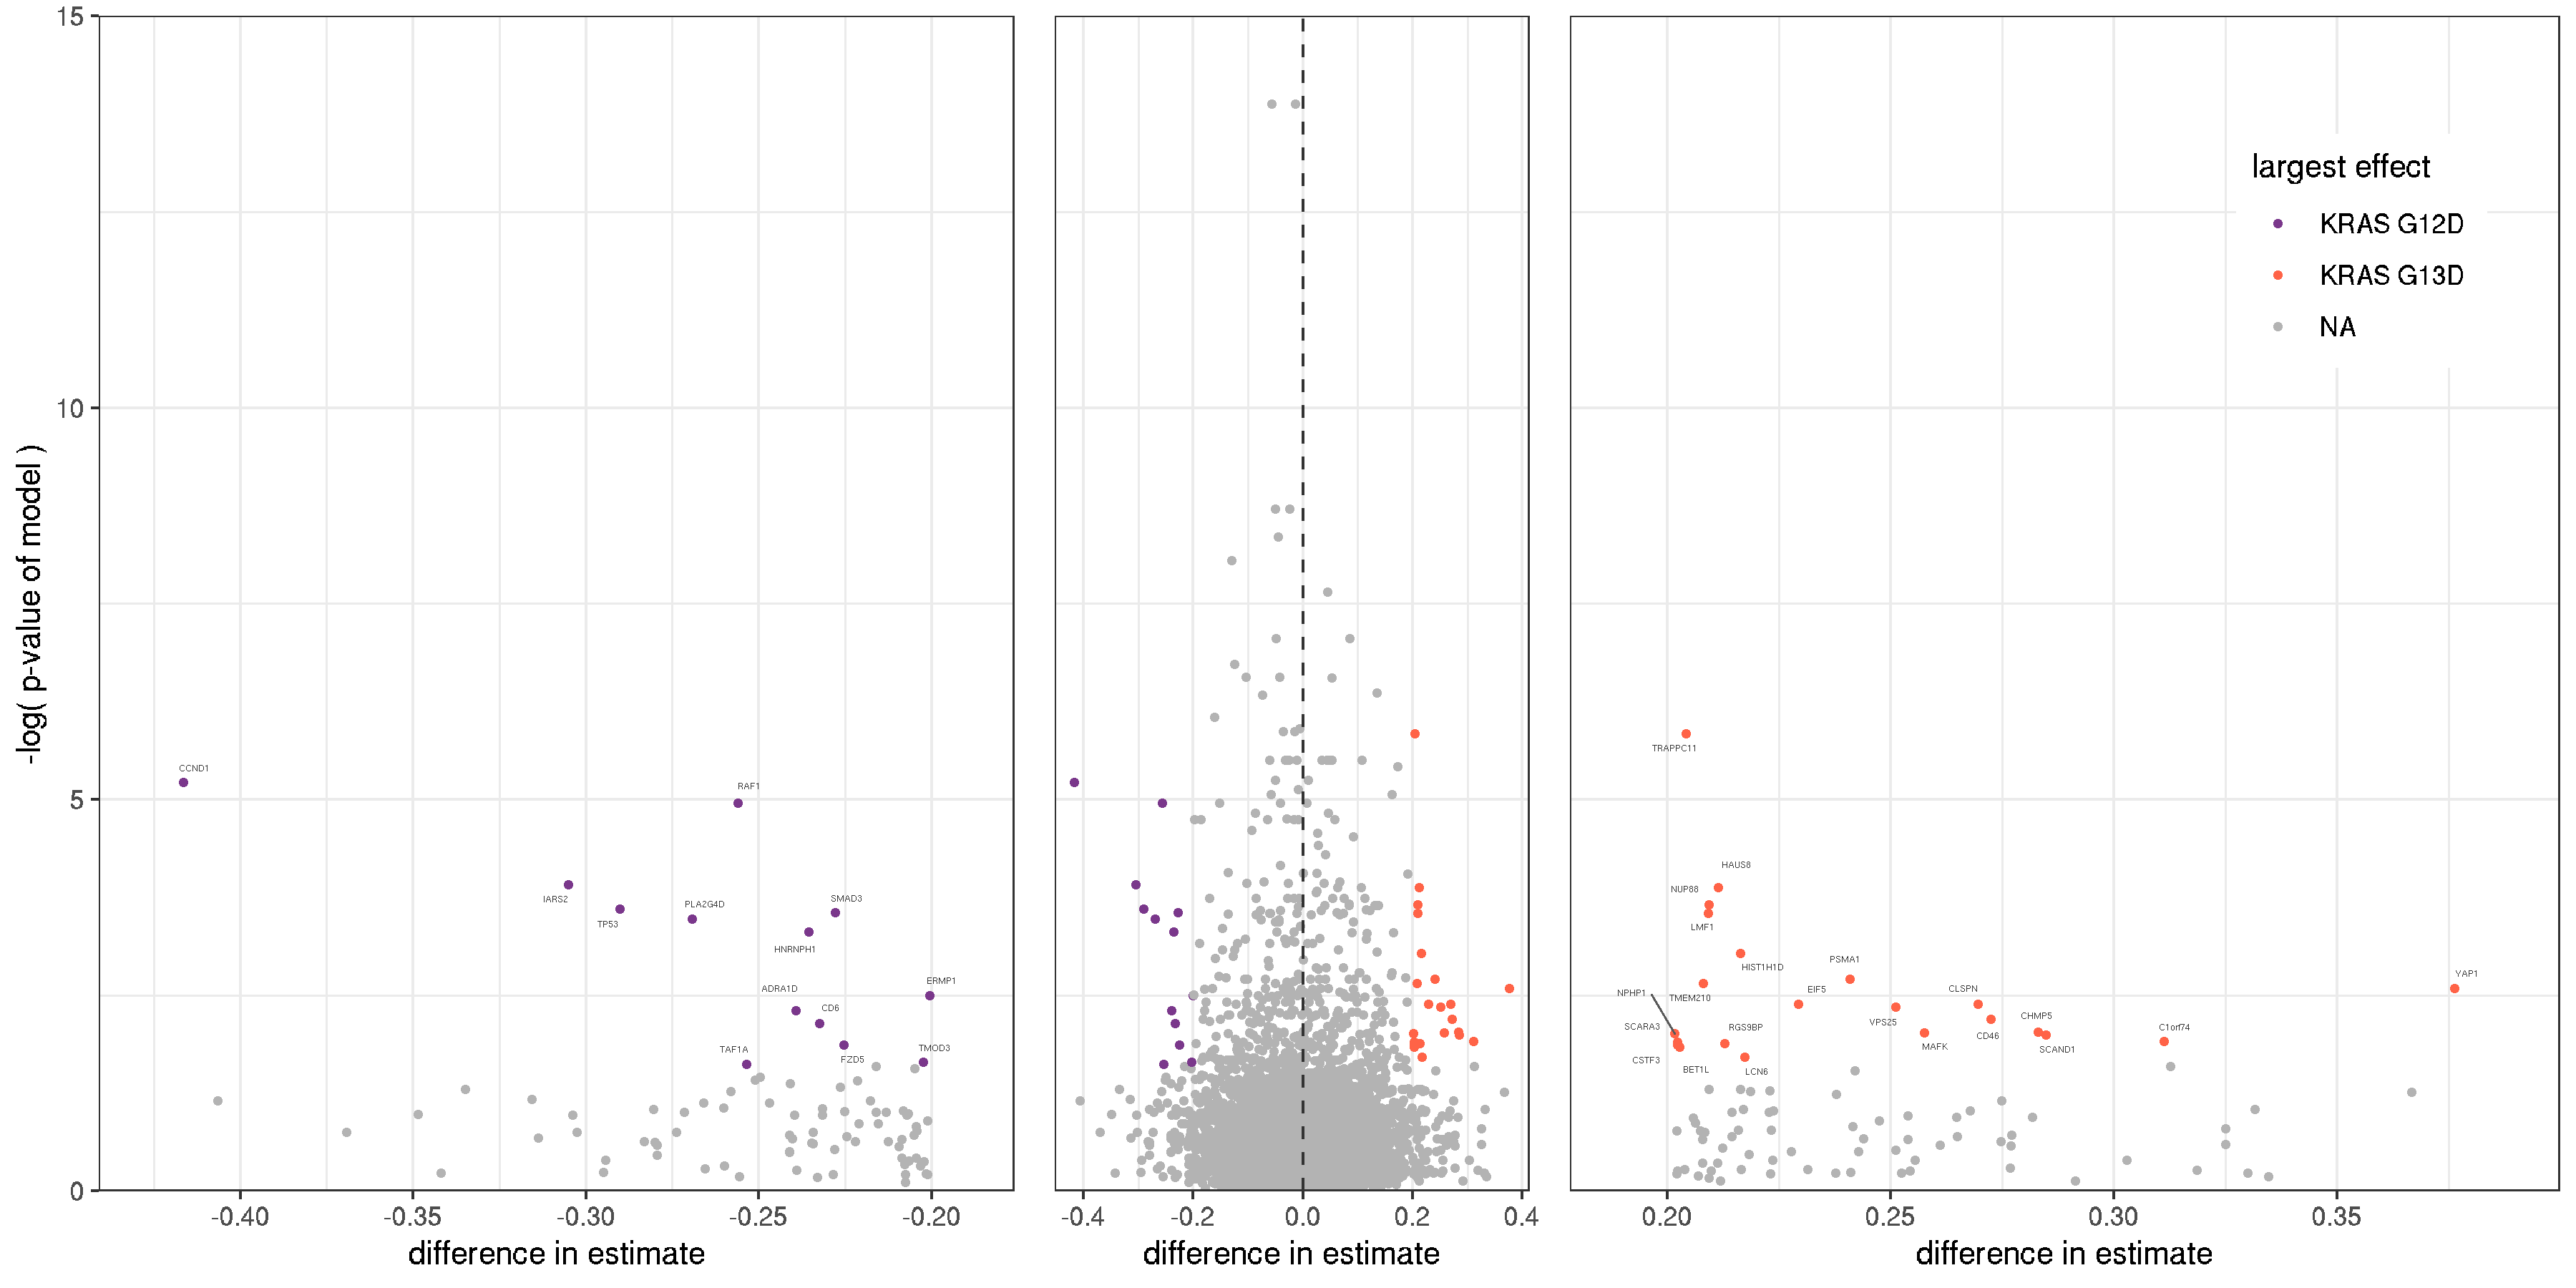 15
10
5
0
-log( p-value of model )
CCND1
RAF1
IARS2
TP53
PLA2G4D
SMAD3
HNRNPH1
ERMP1
ADRA1D
CD6
TAF1A
FZD5
TMOD3
-0.40
-0.35
-0.30
-0.25
-0.20
difference in estimate
-0.4
-0.2
0.0
0.2
0.4
difference in estimate
largest effect
KRAS G12D
KRAS G13D
NA
TRAPPC11
HAUS8
NUP88
LMF1
HIST1H1D
PSMA1
YAP1
NPHP1
TMEM210
EIF5
CLSPN
SCARA3
RGS9BP
VPS25
CHMP5
C1orf74
CD46
MAFK
SCAND1
CSTF3
BET1L
LCN6
0.20
0.25
0.30
0.35
difference in estimate